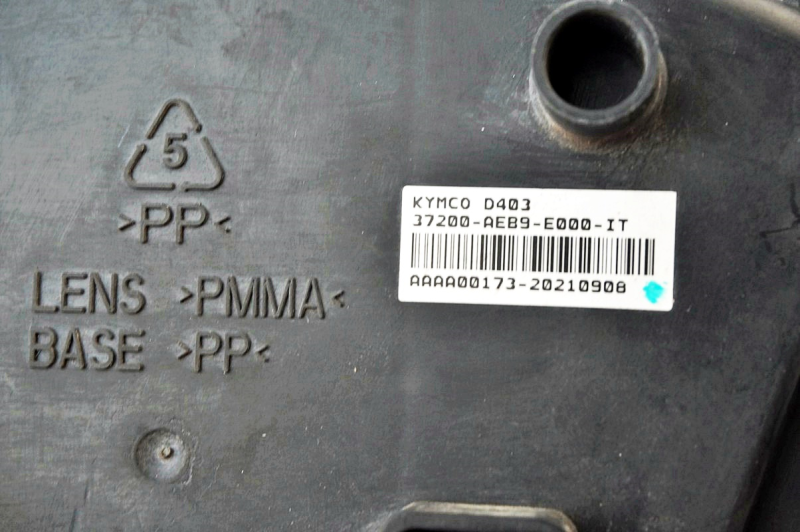 5
>PP<
LENS >PMMA<
BASE >PP<
KYMCO D403
37200-AEB9-E000-IT
AAAA00173-20210908